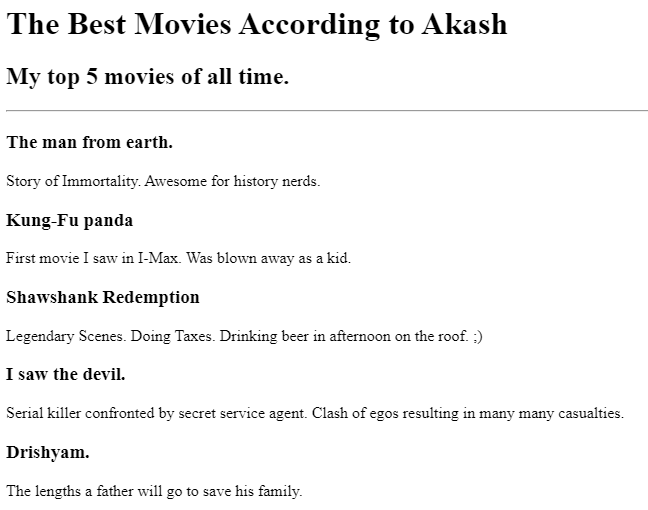 The Best Movies According to Akash
My top 5 movies of all time.
The man from earth.
Story of Immortality. Awesome for history nerds.
Kung-Fu panda
First movie I saw in I-Max. Was blown away as a kid.
Shawshank Redemption
Legendary Scenes. Doing Taxes. Drinking beer in afternoon on the roof. ;)
I saw the devil.
Serial killer confronted by secret service agent. Clash of egos resulting in many many casualties.
Drishyam.
The lengths a father will go to save his family.